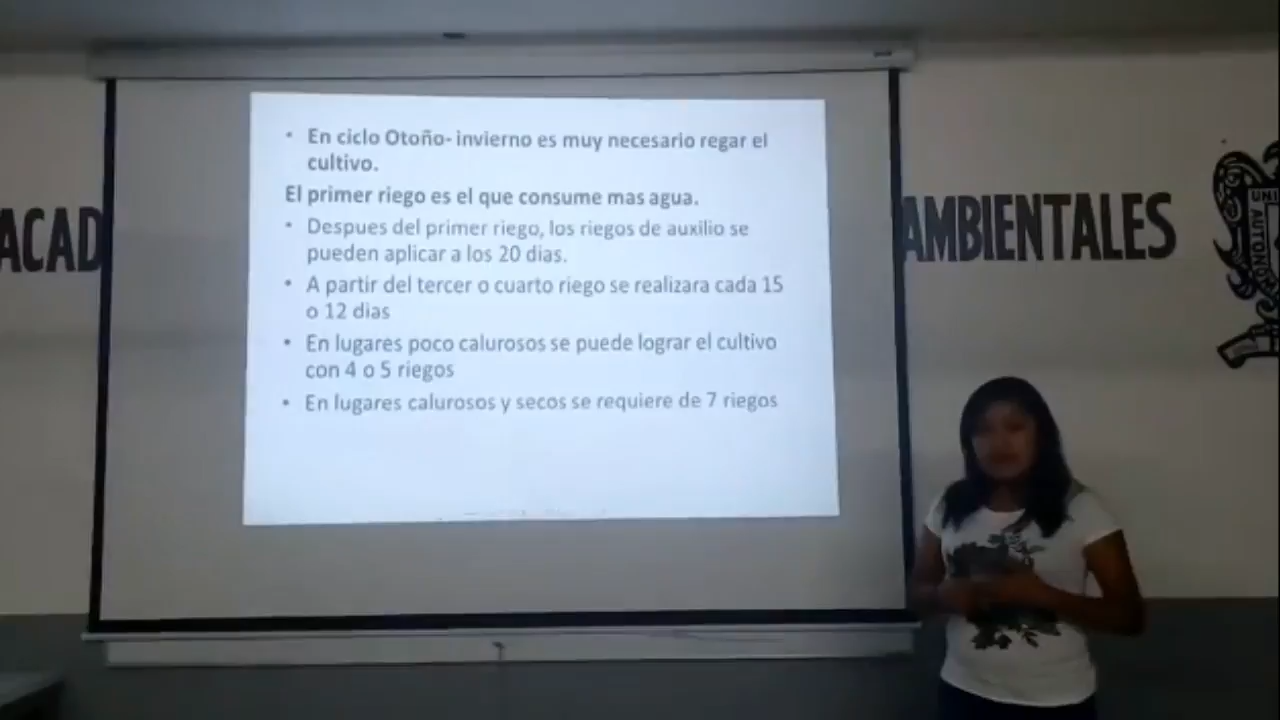 • En ciclo Otoño- invierno es muy necesario regar el
cultivo.
El primer riego es el que consume mas agua.
• Despues del primer riego, los riegos de auxilio se
pueden aplicar a los 20 dias.
• A partir del tercer o cuarto riego se realizara cada 15
o 12 dias
• En lugares poco calurosos se puede lograr el cultivo
con 4 o 5 riegos
• En lugares calurosos y secos se requiere de 7 riegos
ACAD
AMBIENTALES
UNI
AUTONO